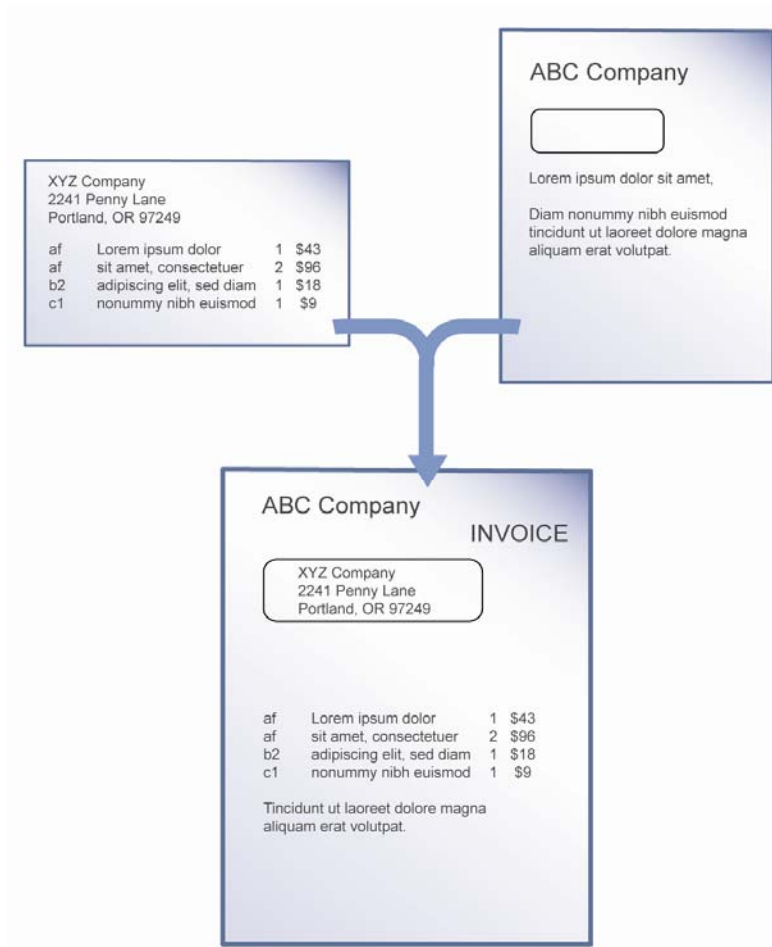 ABC Company
Lorem ipsum dolor sit amet,
Diam nonummy nibh euismod
tincidunt ut laoreet dolore magna
aliquam erat volutpat.
XYZ Company
2241 Penny Lane
Portland, OR 97249
af Lorem ipsum dolor 1 $43
af sit amet, consectetuer 2 $96
b2 adipiscing elit, sed diam 1 $18
c1 nonummy nibh euismod 1 $9
ABC Company
INVOICE
XYZ Company
2241 Penny Lane
Portland, OR 97249
af Lorem ipsum dolor 1 $43
af sit amet, consectetuer 2 $96
b2 adipiscing elit, sed diam 1 $18
c1 nonummy nibh euismod 1 $9
Tincidunt ut laoreet dolore magna
aliquam erat volutpat.